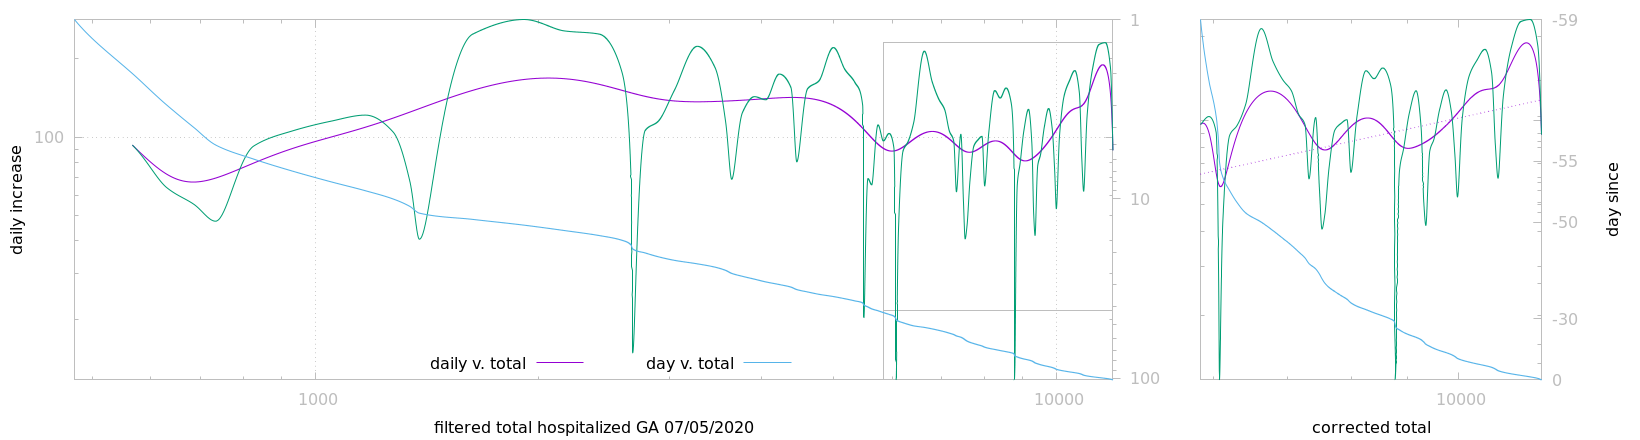 1
-59
100
daily increase
-55
10
-50
day since
-30
daily v. total
day v. total
100
0
1000
10000
10000
filtered total hospitalized GA 07/05/2020
corrected total